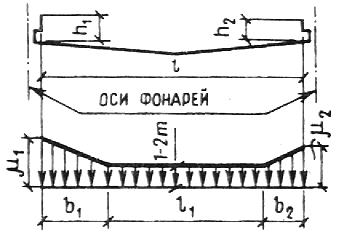 h₁ h₂
l
ОСИ ФОНАРЕЙ
μ₁ 1-2m μ₂
b₁ l₁ b₂